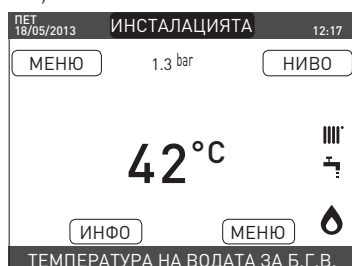 ПЕТ
18/05/2013 ИНСТАЛАЦИЯТА 12:17
МЕНЮ 1.3 bar НИВО
42°C
ИНФО МЕНЮ
ТЕМПЕРАТУРА НА ВОДАТА ЗА Б.Г.В.